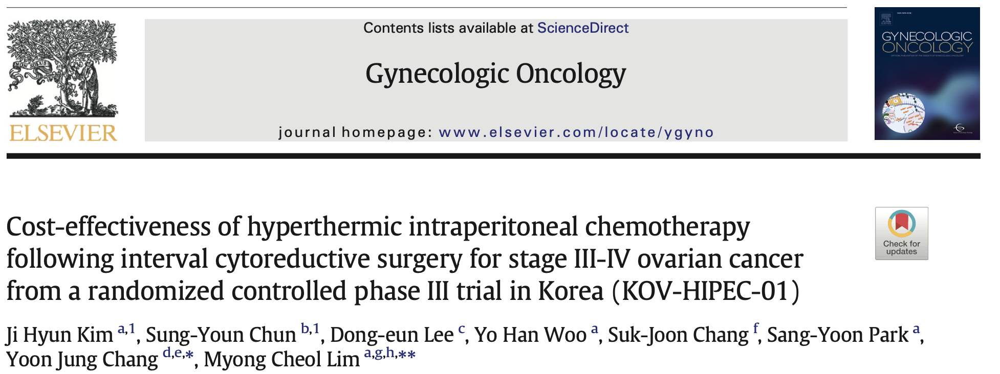 Contents lists available at ScienceDirect
Gynecologic Oncology
journal homepage: www.elsevier.com/locate/ygyno
NON SOLUS
ELSEVIER
GYNECOLOGIC
ONCOLOGY
Cost-effectiveness of hyperthermic intraperitoneal chemotherapy
following interval cytoreductive surgery for stage III-IV ovarian cancer
from a randomized controlled phase III trial in Korea (KOV-HIPEC-01)
Check for
updates
Ji Hyun Kim a,1, Sung-Youn Chun b,1, Dong-eun Lee c, Yo Han Woo a, Suk-Joon Chang f, Sang-Yoon Park a,
Yoon Jung Chang d,e,*, Myong Cheol Lim a,g,h,**